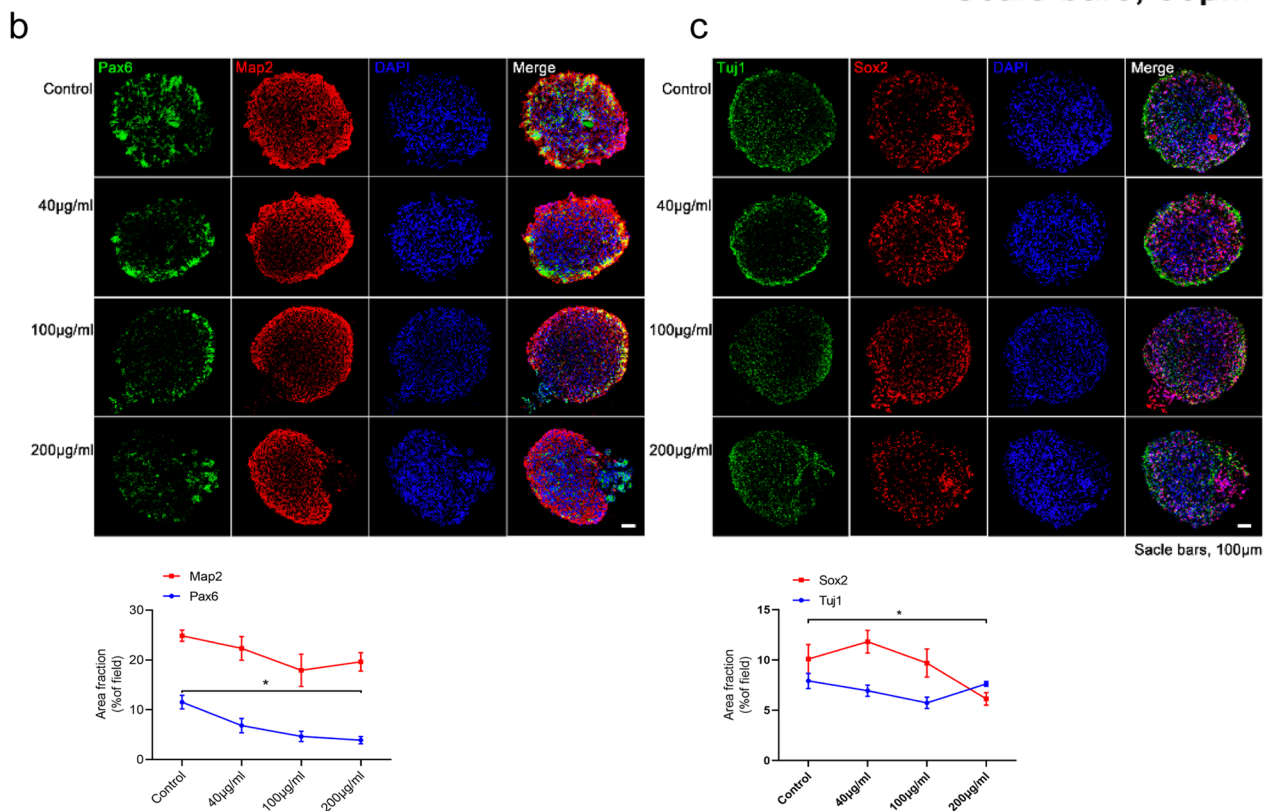 b
c
Pax6 Map2 DAPI Merge
Control
40µg/ml
100µg/ml
200µg/ml
Tuj1 Sox2 DAPI Merge
Control
40µg/ml
100µg/ml
200µg/ml
Sacle bars, 100µm
Map2
Pax6
30
20
10
0
Area fraction
(%of field)
*
Control 40µg/ml 100µg/ml 200µg/ml
Sox2
Tuj1
15
10
5
0
Area fraction
(%of field)
*
Control 40µg/ml 100µg/ml 200µg/ml